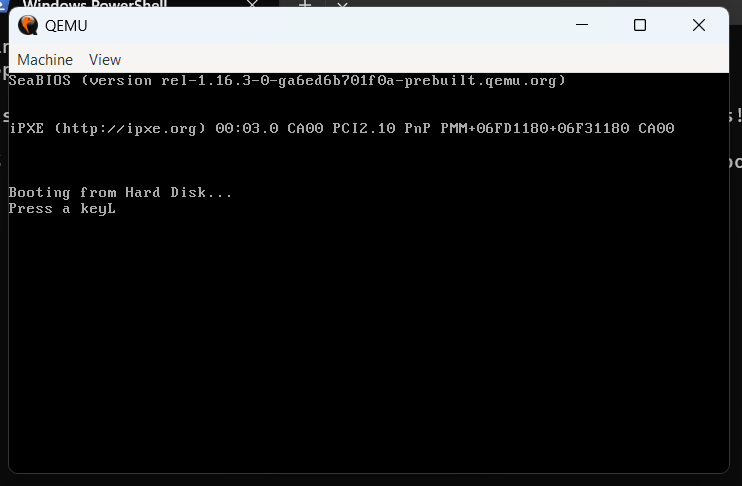 Windows PowerShell
QEMU
Machine View
SeaBIOS (version rel-1.16.3-0-ga6ed6b701f0a-prebuilt.qemu.org)
iPXE (http://ipxe.org) 00:03.0 CA00 PCI2.10 PnP PMM+06FD1180+06F31180 CA00
Booting from Hard Disk...
Press a keyL